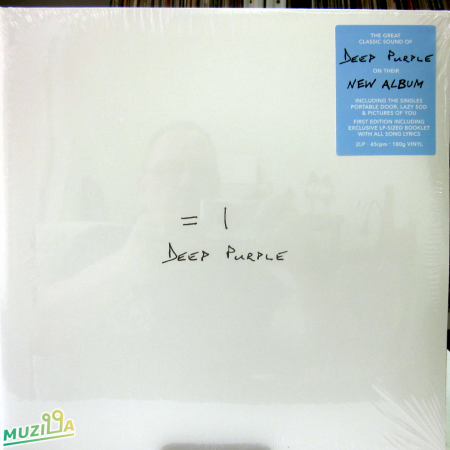 THE GREAT
CLASSIC SOUND OF
DEEP PURPLE
ON THEIR
NEW ALBUM
INCLUDING THE SINGLES
PORTABLE DOOR, LAZY SOD
& PICTURES OF YOU
FIRST EDITION INCLUDING
EXCLUSIVE LP-SIZED BOOKLET
WITH ALL SONG LYRICS
2LP · 45rpm · 180g VINYL
= 1
DEEP PURPLE
MUZILLA